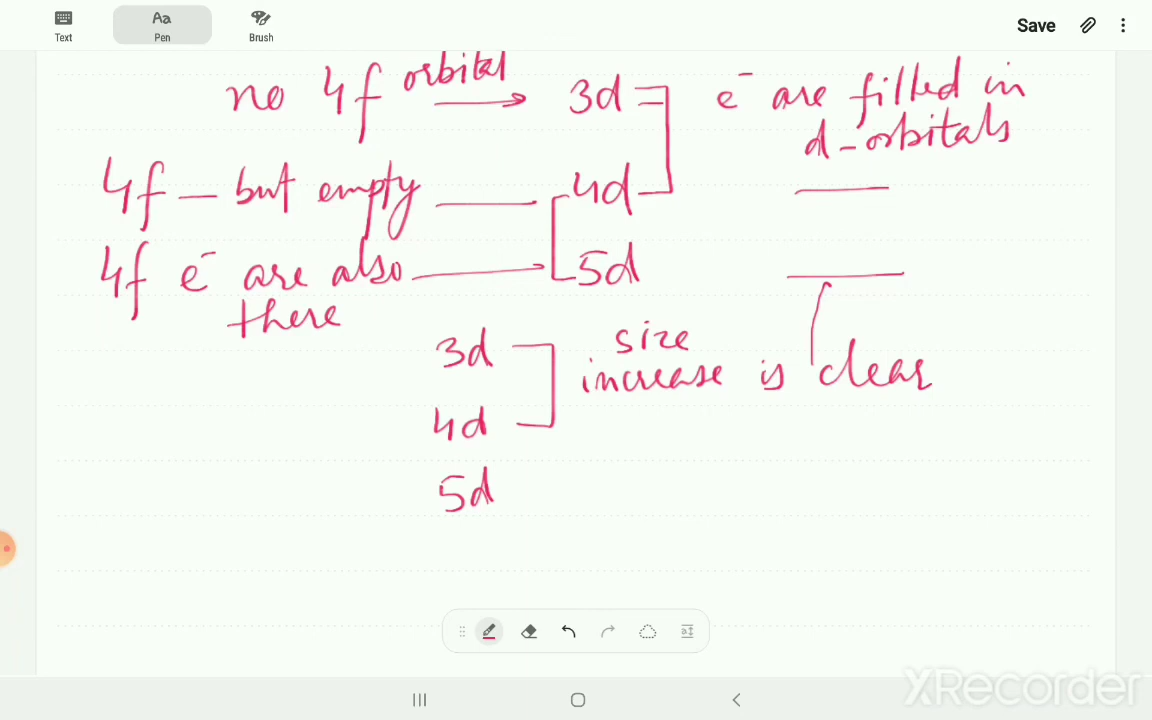 Text
Aa
Pen
Brush
Save
no 4f orbital → 3d e⁻ are filled in
d-orbitals
4f - but empty 4d
4f e⁻ are also 5d
there
3d size
increase is clear
4d
5d
XRecorder